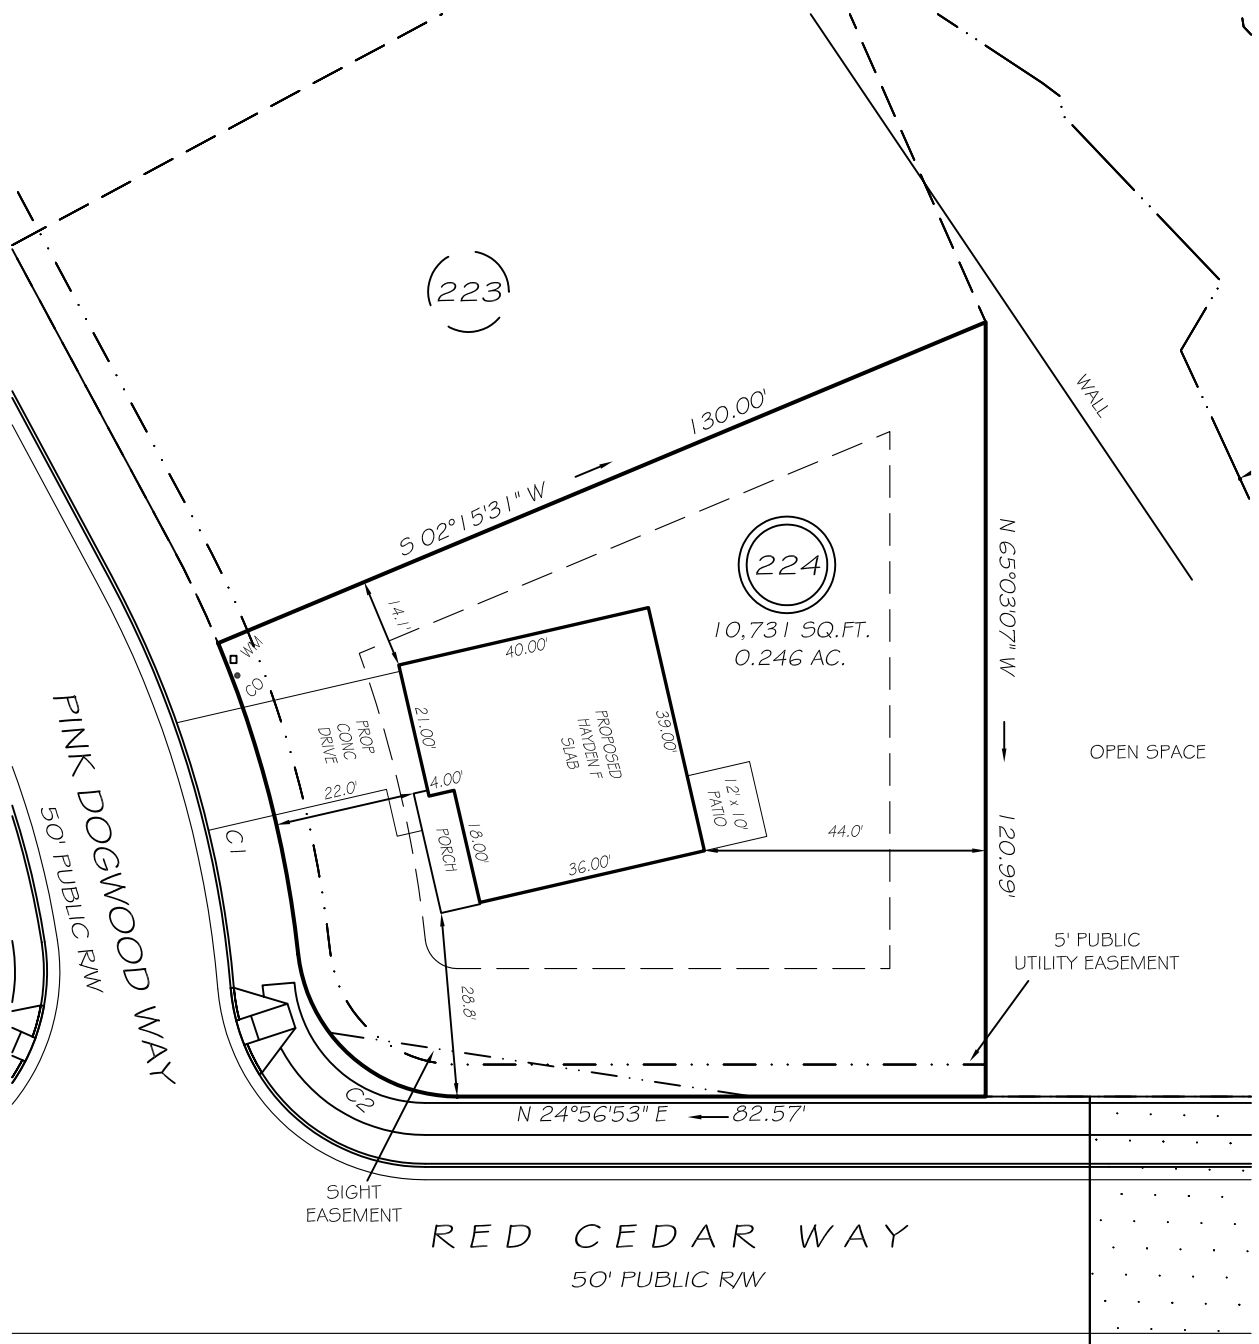 223
130.00'
S 02°15'31" W
WALL
224
10,731 SQ.FT.
0.246 AC.
N 65°03'07" W
120.99'
OPEN SPACE
WM
CO.
14.1'
40.00'
21.00'
39.00'
PROPOSED
HAYDEN F
SLAB
PROP
CONC
DRIVE
22.0'
4.00'
PORCH
18.00'
36.00'
12' x 10'
PATIO
44.0'
28.8'
PINK DOGWOOD WAY
50' PUBLIC R/W
C1
C2
5' PUBLIC
UTILITY EASEMENT
N 24°56'53" E
82.57'
SIGHT
EASEMENT
RED CEDAR WAY
50' PUBLIC R/W